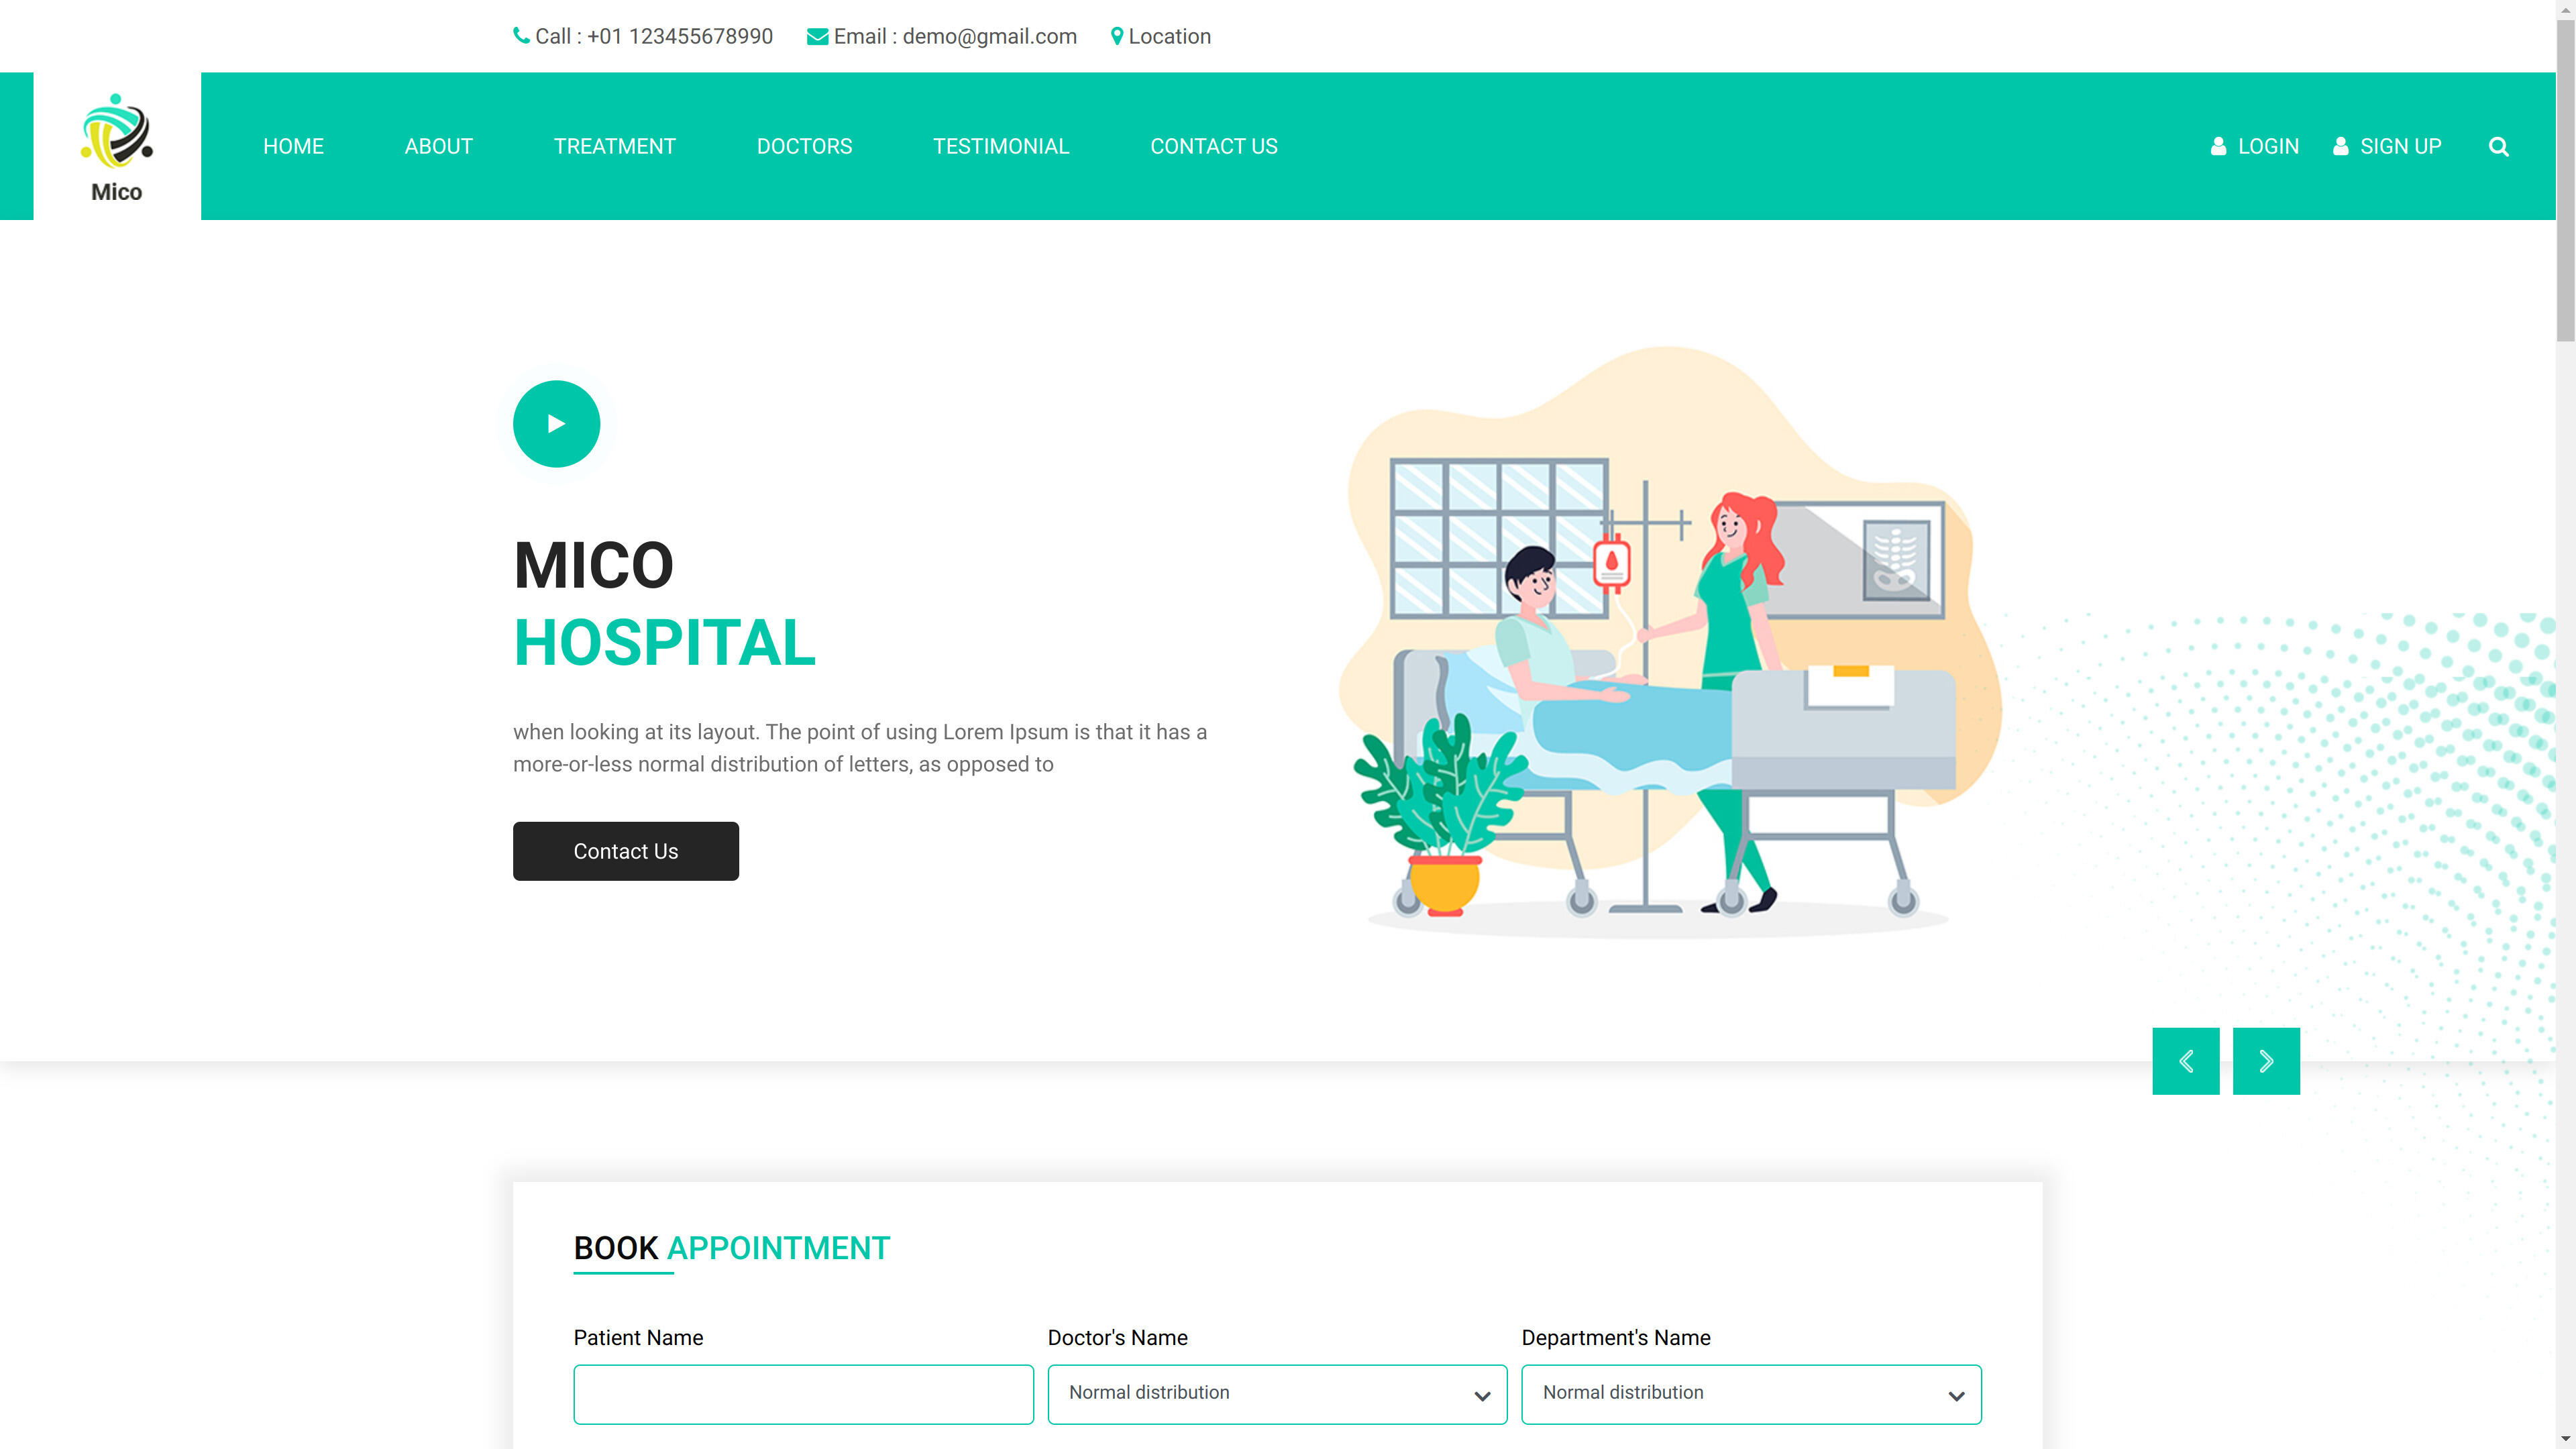 Call : +01 123455678990 Email : demo@gmail.com Location
Mico
HOME ABOUT TREATMENT DOCTORS TESTIMONIAL CONTACT US LOGIN SIGN UP
MICO
HOSPITAL
when looking at its layout. The point of using Lorem Ipsum is that it has a
more-or-less normal distribution of letters, as opposed to
Contact Us
BOOK APPOINTMENT
Patient Name Doctor's Name Department's Name
Normal distribution Normal distribution